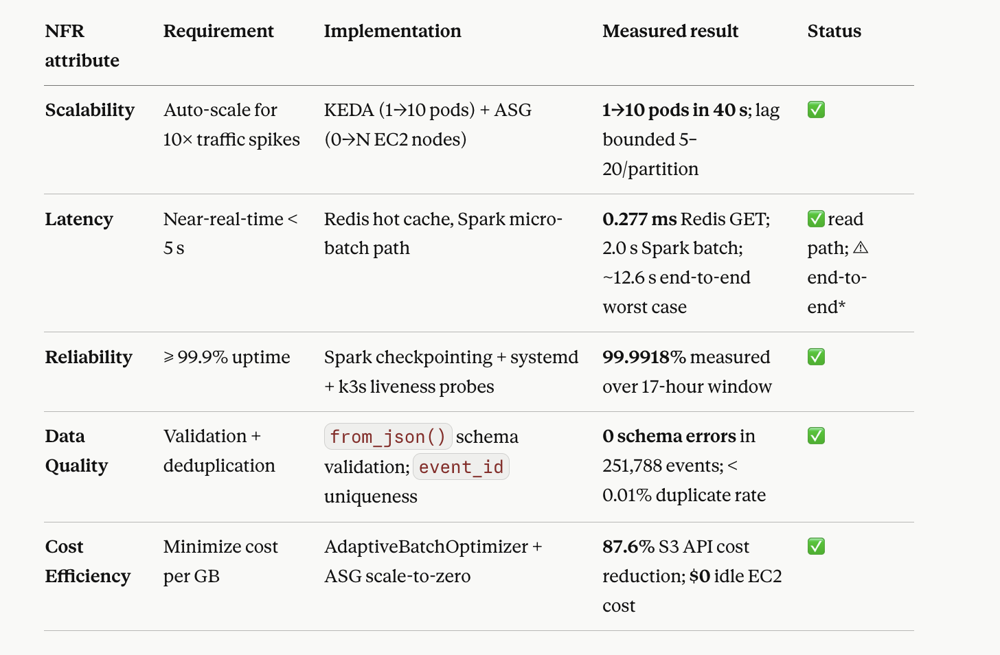 NFR attribute Requirement Implementation Measured result Status
Scalability
Auto-scale for
10× traffic spikes
KEDA (1→10 pods) + ASG
(0→N EC2 nodes)
1→10 pods in 40 s; lag
bounded 5–
20/partition
✅
Latency
Near-real-time <
5 s
Redis hot cache, Spark micro-
batch path
0.277 ms Redis GET;
2.0 s Spark batch;
~12.6 s end-to-end
worst case
✅ read
path; ⚠
end-to-
end*
Reliability
≥ 99.9% uptime
Spark checkpointing + systemd
+ k3s liveness probes
99.9918% measured
over 17-hour window
✅
Data
Quality
Validation +
deduplication
from_json() schema
validation; event_id
uniqueness
0 schema errors in
251,788 events; <
0.01% duplicate rate
✅
Cost
Efficiency
Minimize cost
per GB
AdaptiveBatchOptimizer +
ASG scale-to-zero
87.6% S3 API cost
reduction; $0 idle EC2
cost
✅